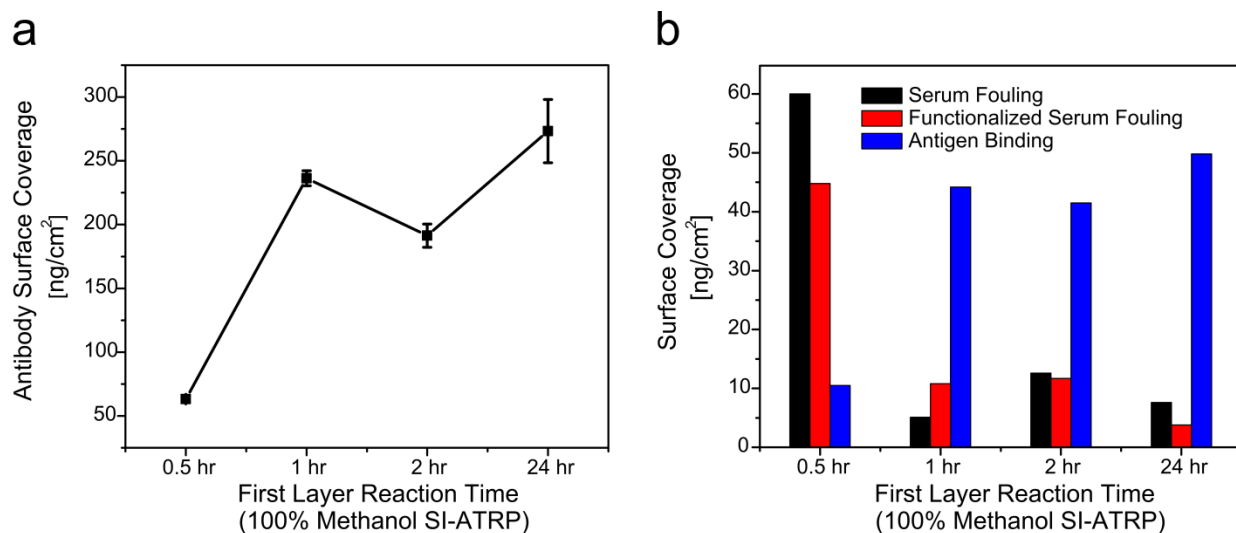 a
Antibody Surface Coverage
[ng/cm²]
300
250
200
150
100
50
0.5 hr
1 hr
2 hr
24 hr
First Layer Reaction Time
(100% Methanol SI-ATRP)
b
Surface Coverage
[ng/cm²]
60
50
40
30
20
10
0
Serum Fouling
Functionalized Serum Fouling
Antigen Binding
0.5 hr
1 hr
2 hr
24 hr
First Layer Reaction Time
(100% Methanol SI-ATRP)